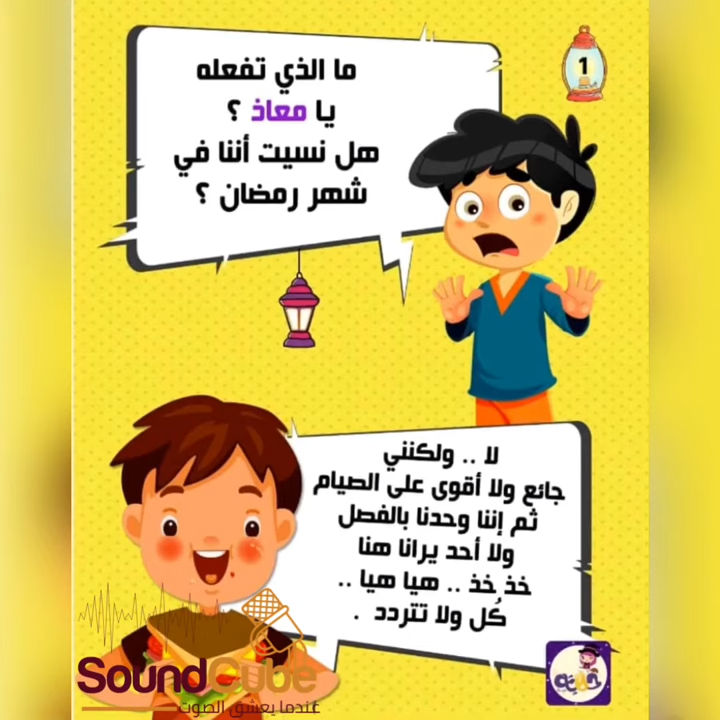 1
ما الذي تفعله
يا معاذ ؟
هل نسيت أننا في
شهر رمضان ؟
لا .. ولكنني
جائع ولا أقوى على الصيام
ثم إننا وحدنا بالفصل
ولا أحد يرانا هنا
خذ خذ .. هيا هيا ..
كُل ولا تتردد .
SoundCube
عندما يعشق الصوت